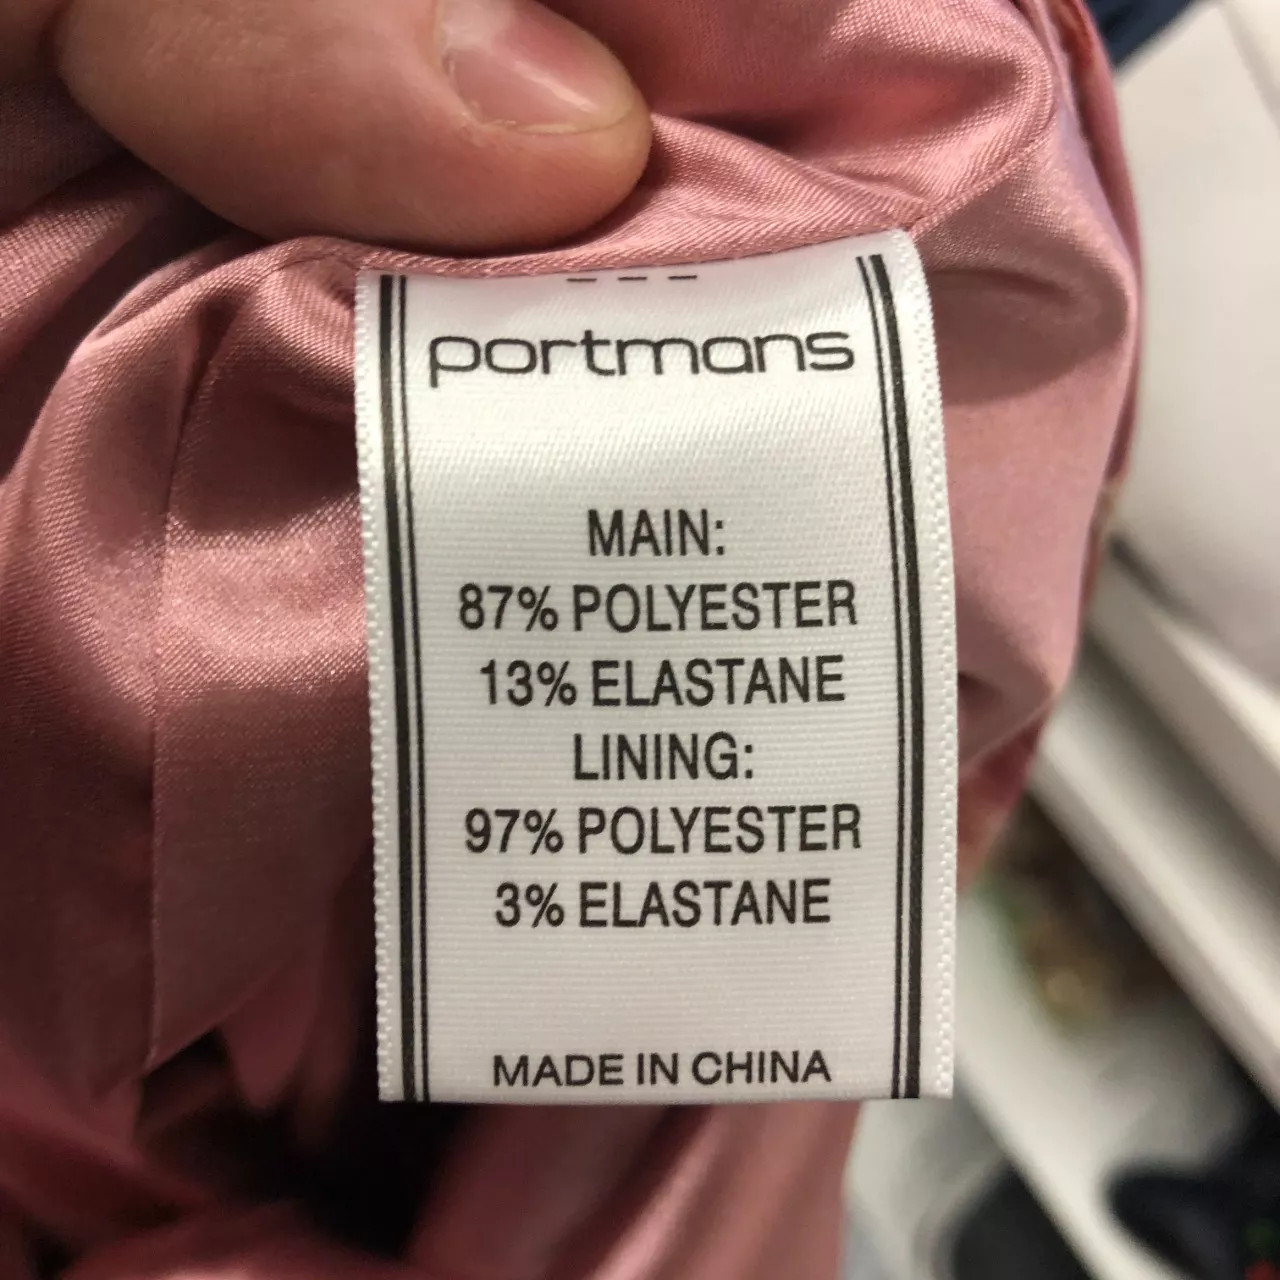 portmans
MAIN:
87% POLYESTER
13% ELASTANE
LINING:
97% POLYESTER
3% ELASTANE
MADE IN CHINA